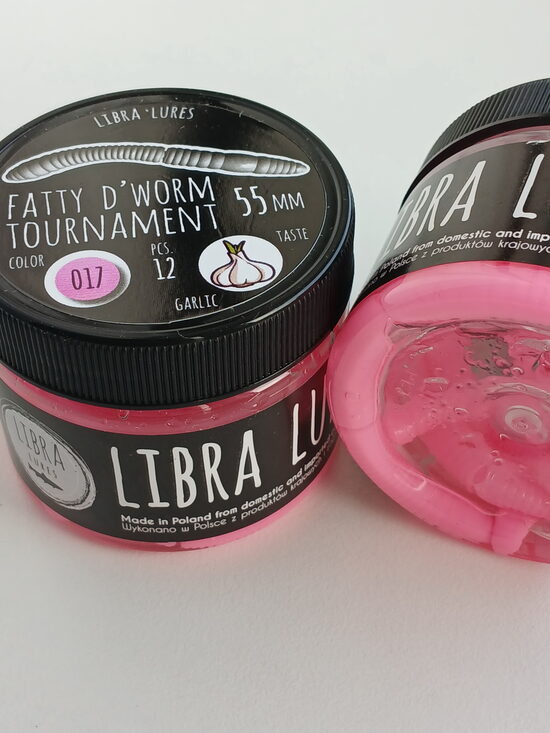 LIBRA LURES
FATTY D'WORM
TOURNAMENT
55 MM
COLOR
017
PCS.
12
TASTE
GARLIC
LIBRA
LURES
LIBRA LU
Made in Poland from domestic and
Wykonano w Polsce z produktów krajowych
LIBRA L
Poland from domestic and imp
w Polsce z produktów krajowyc